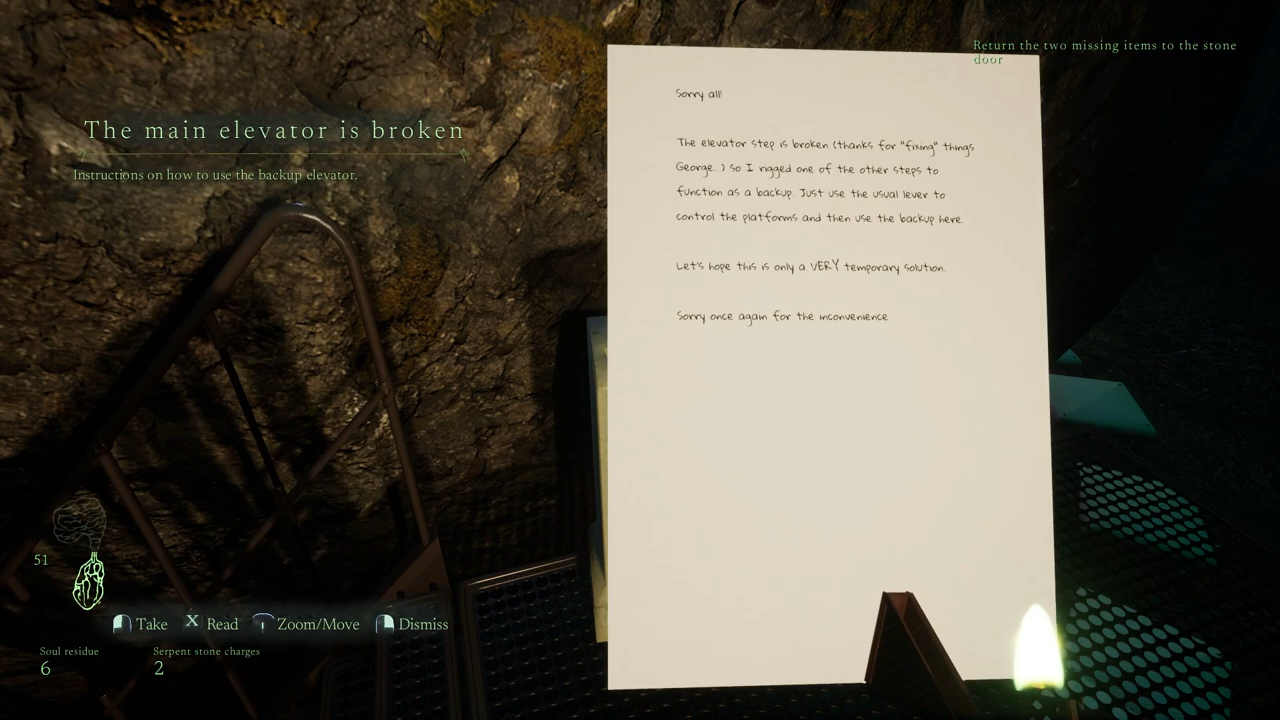 Return the two missing items to the stone
door
The main elevator is broken
Instructions on how to use the backup elevator.
Sorry all!
The elevator step is broken (thanks for "fixing" things
George...) so I rigged one of the other steps to
function as a backup. Just use the usual lever to
control the platforms and then use the backup here.
Let's hope this is only a VERY temporary solution.
Sorry once again for the inconvenience.
51
Take
X Read
Zoom/Move
Dismiss
Soul residue
6
Serpent stone charges
2